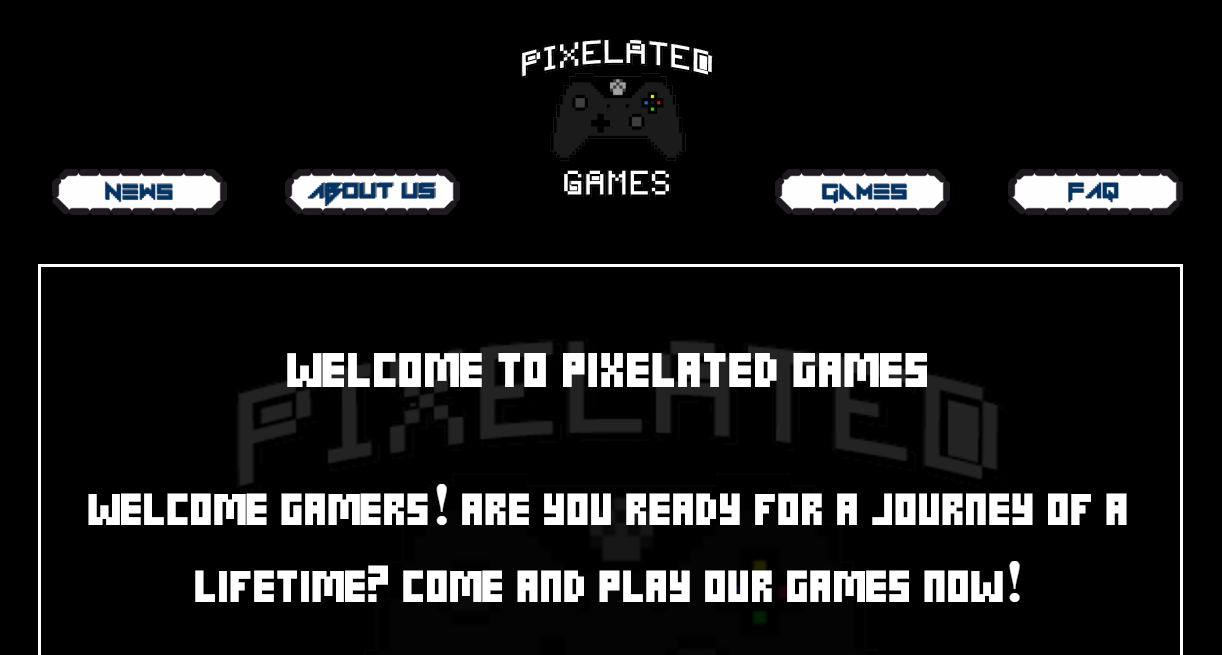 PIXELATED
GAMES
NEWS
ABOUT US
GAMES
FAQ
WELCOME TO PIXELATED GAMES
PIXELATED
WELCOME GAMERS! ARE YOU READY FOR A JOURNEY OF A
LIFETIME? COME AND PLAY OUR GAMES NOW!